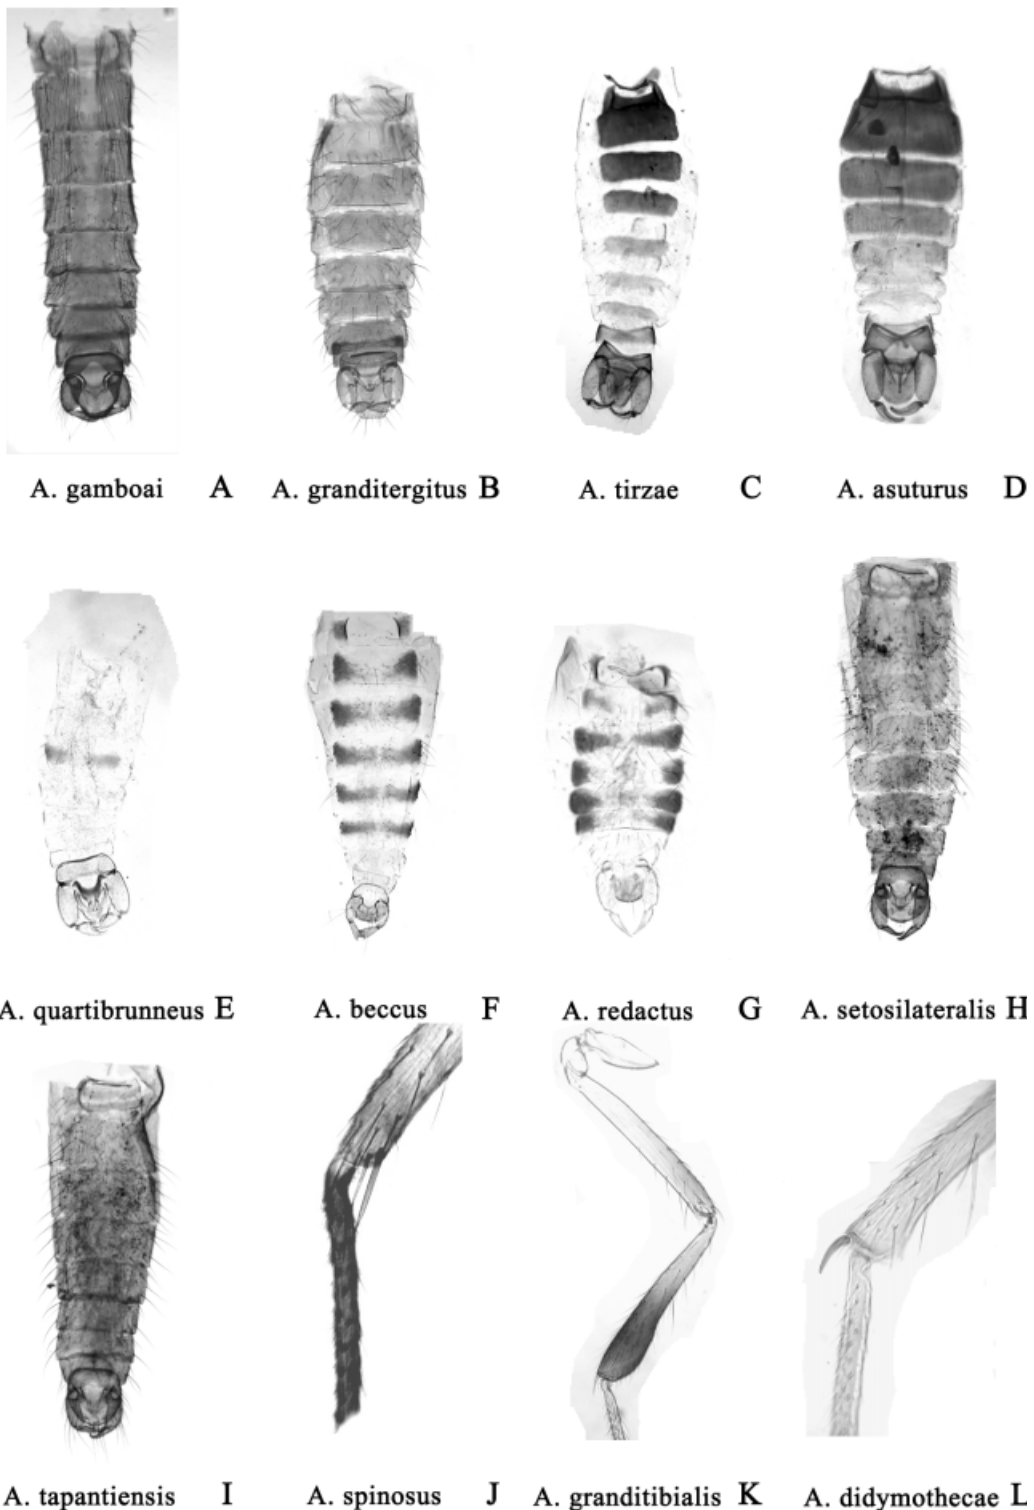 A. gamboai A A. granditergitus B A. tirzae C A. asuturus D
A. quartibrunneus E A. beccus F A. redactus G A. setosilateralis H
A. tapantiensis I A. spinosus J A. granditibialis K A. didymothecae L